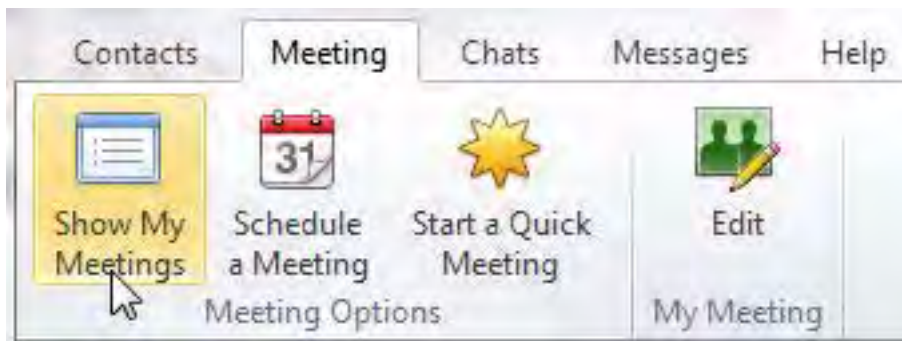 Contacts Meeting Chats Messages Help
31
Show My Schedule Start a Quick Edit
Meetings a Meeting Meeting
Meeting Options My Meeting